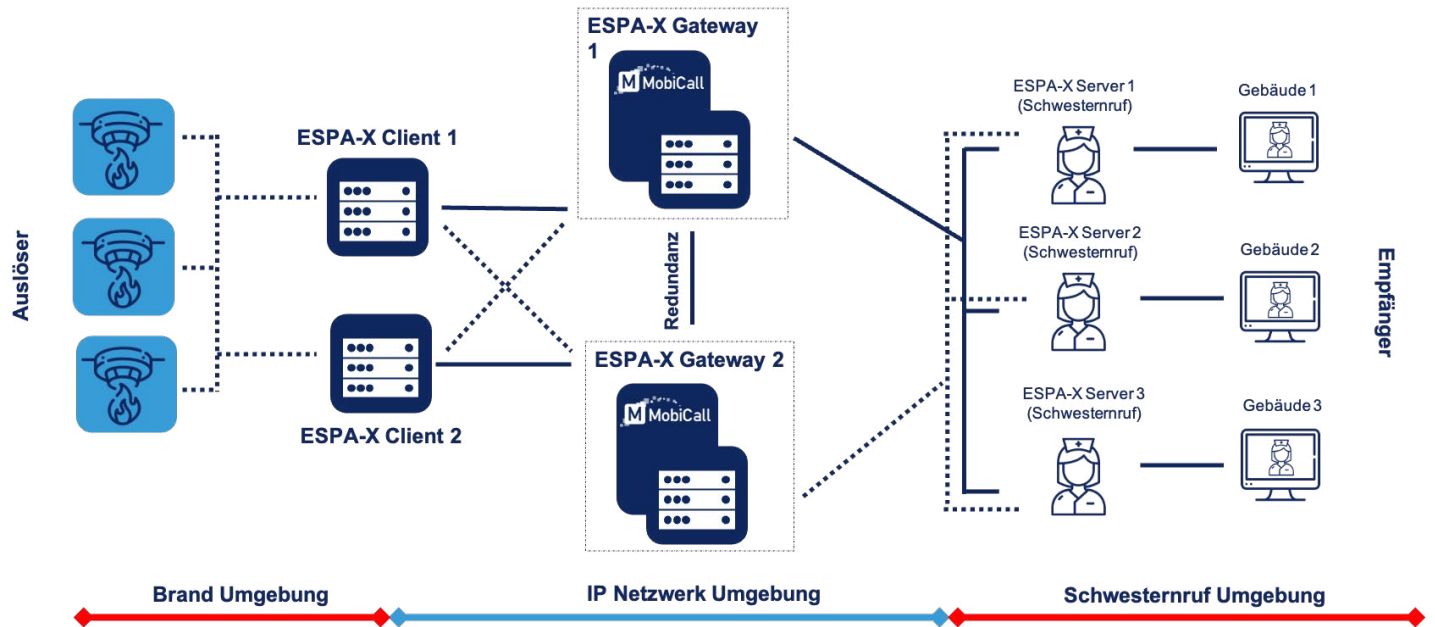 ESPA-X Gateway
1
MobiCall
ESPA-X Server 1
(Schwesternruf)
Gebäude 1
ESPA-X Client 1
Auslöser
Redundanz
ESPA-X Server 2
(Schwesternruf)
Gebäude 2
Empfänger
ESPA-X Gateway 2
MobiCall
ESPA-X Client 2
ESPA-X Server 3
(Schwesternruf)
Gebäude 3
Brand Umgebung
IP Netzwerk Umgebung
Schwesternruf Umgebung